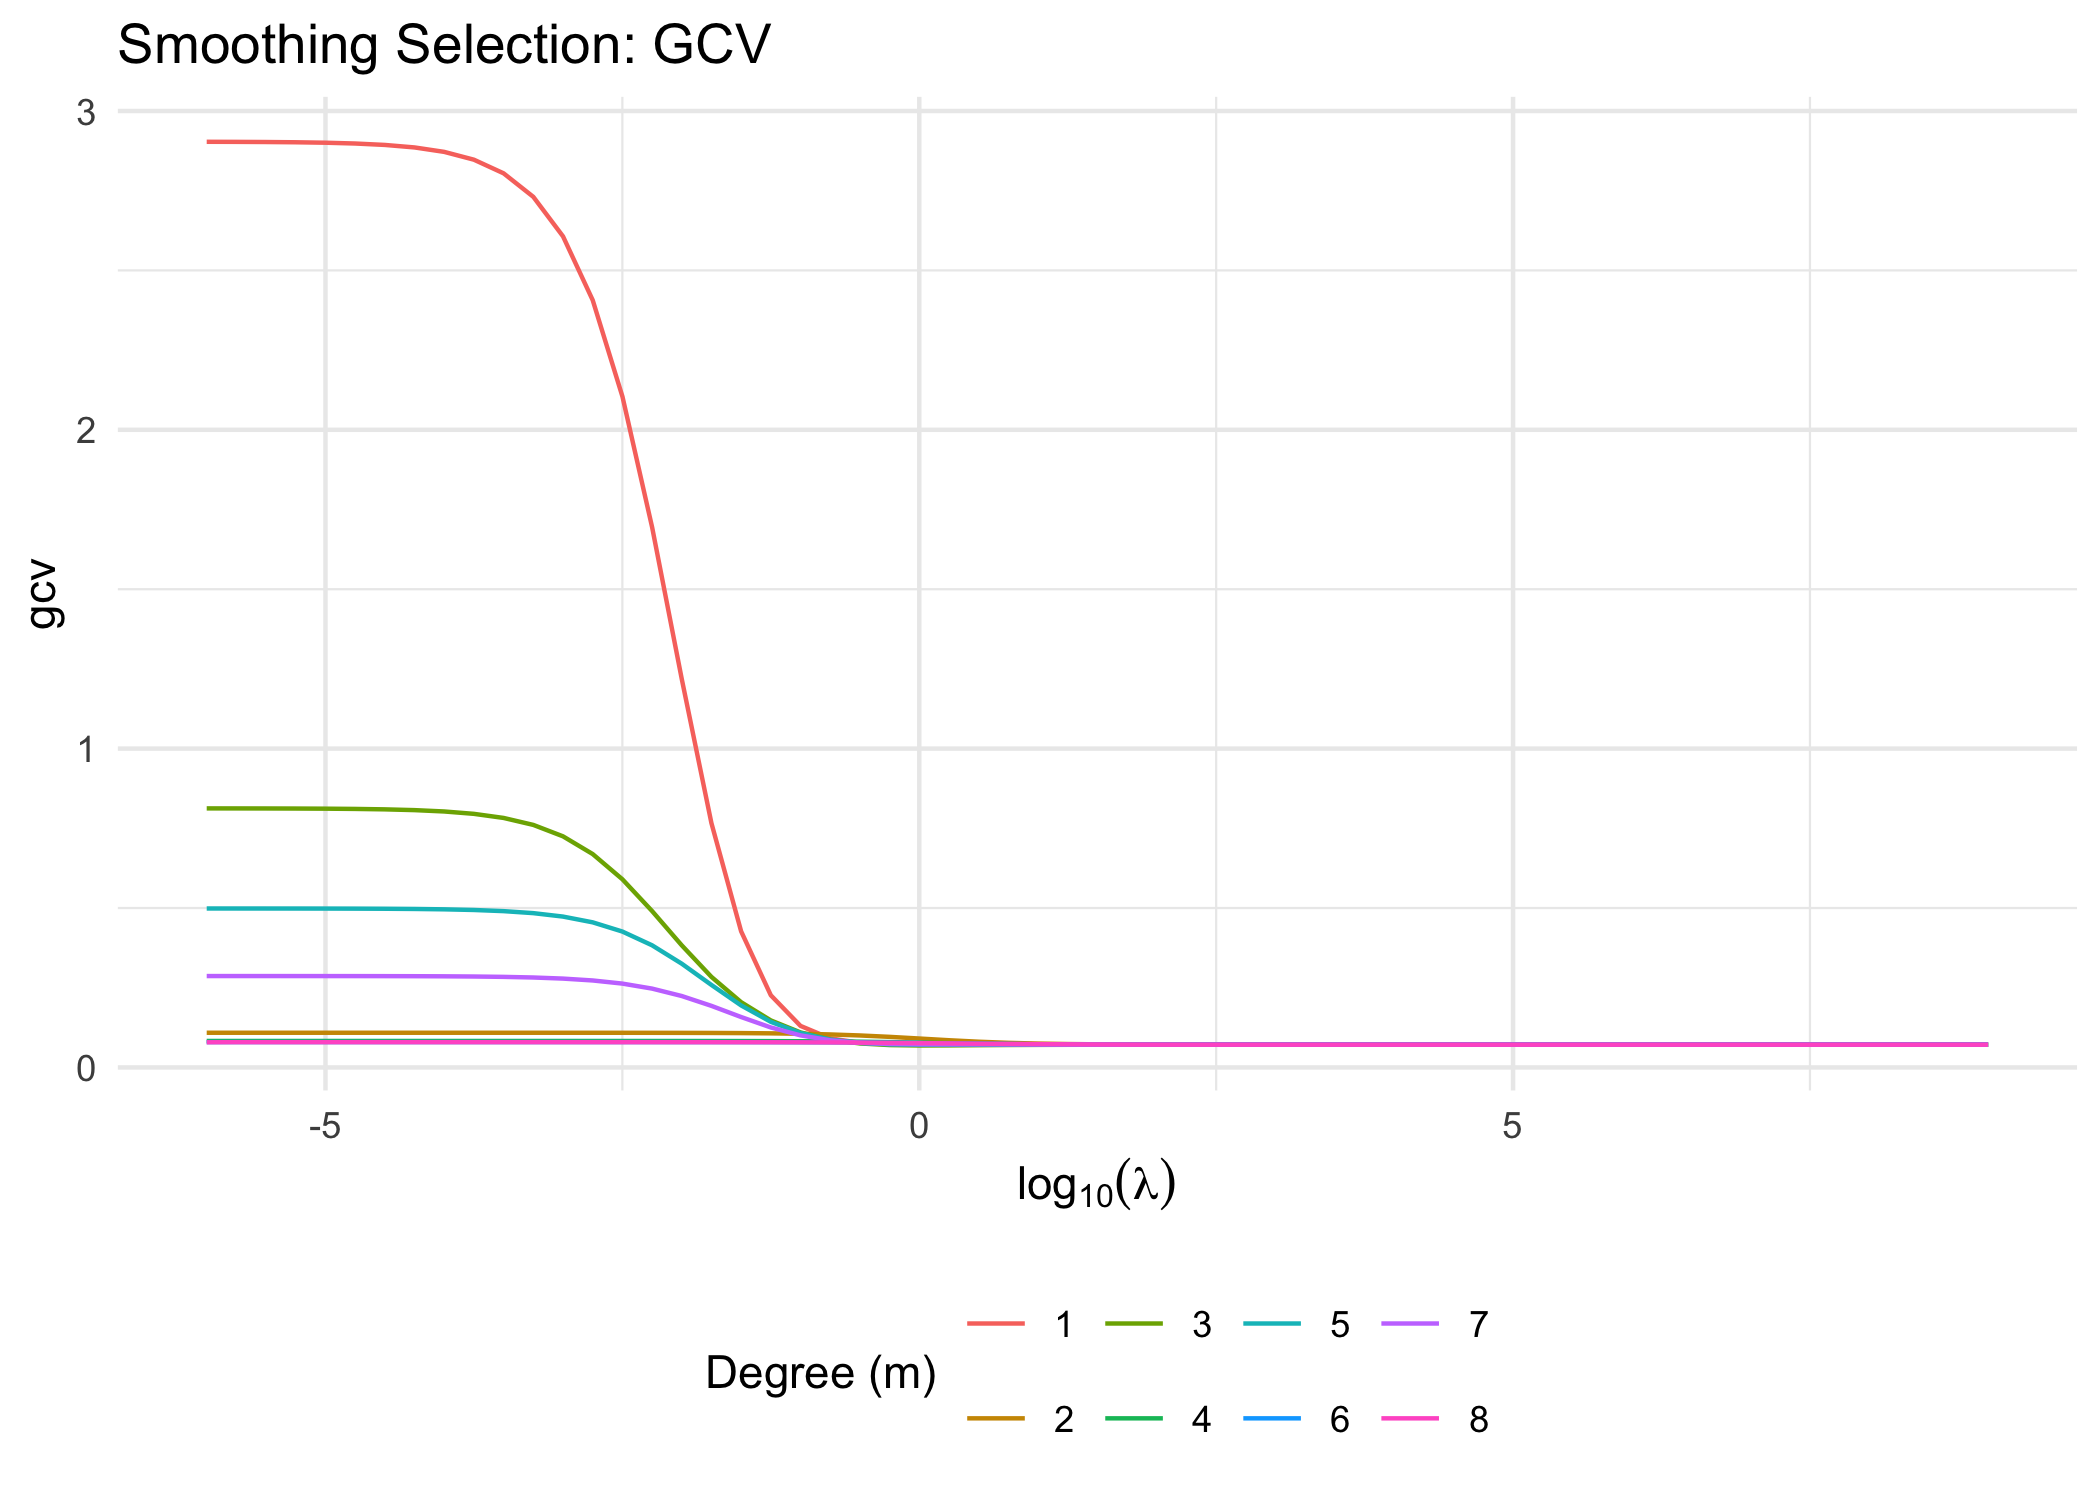 Smoothing Selection: GCV
3
2
1
0
gcv
-5 0 5
log₁₀(λ)
Degree (m)
1 3 5 7
2 4 6 8